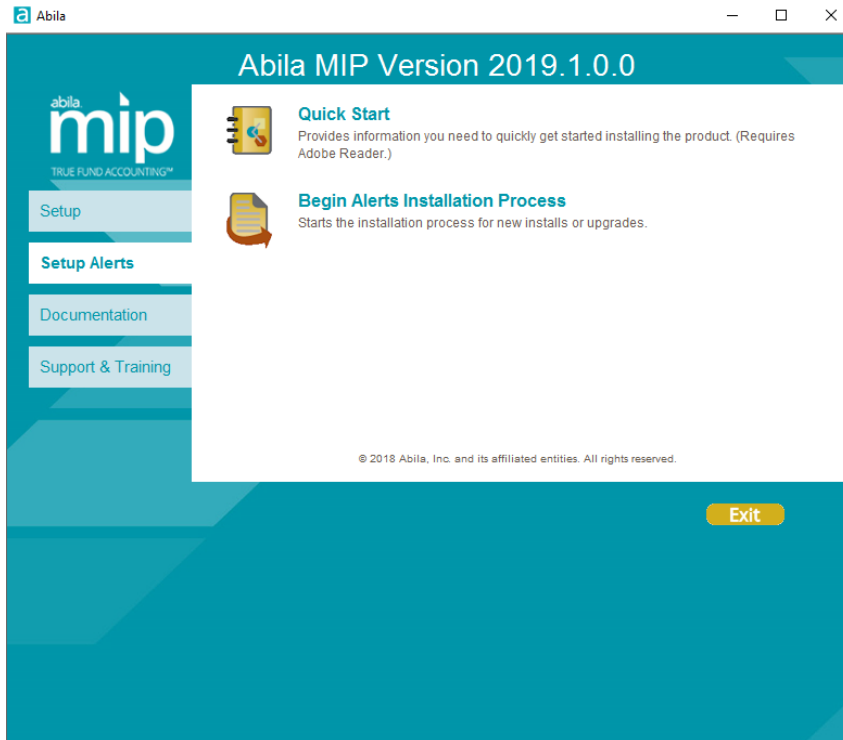 Abila
Abila MIP Version 2019.1.0.0
abila
mip
TRUE FUND ACCOUNTING™
Setup
Setup Alerts
Documentation
Support & Training
Quick Start
Provides information you need to quickly get started installing the product. (Requires
Adobe Reader.)
Begin Alerts Installation Process
Starts the installation process for new installs or upgrades.
© 2018 Abila, Inc. and its affiliated entities. All rights reserved.
Exit